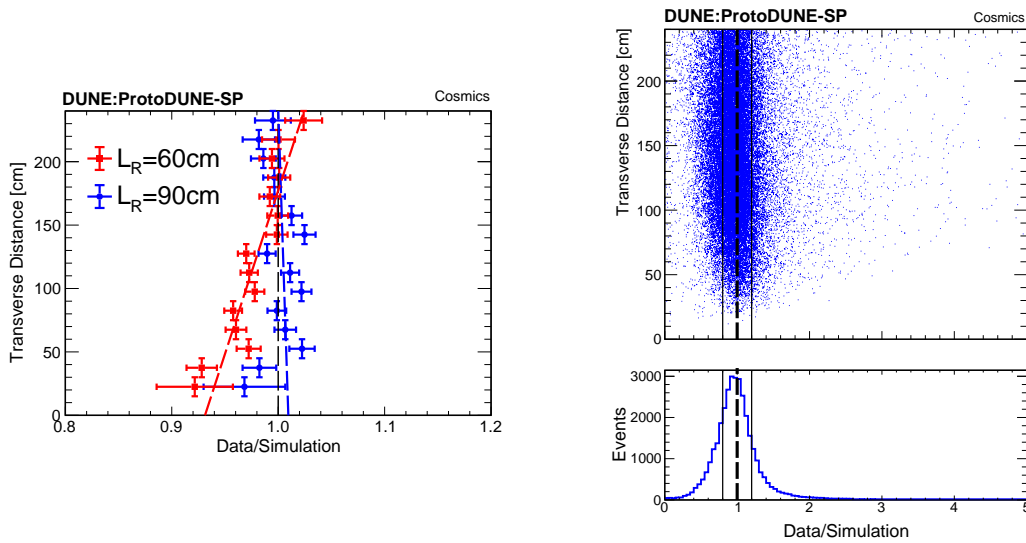 DUNE:ProtoDUNE-SP Cosmics
Transverse Distance [cm]
200
150
100
50
0
L_R=60cm
L_R=90cm
0.8 0.9 1.0 1.1 1.2
Data/Simulation
DUNE:ProtoDUNE-SP Cosmics
Transverse Distance [cm]
200
150
100
50
0
Events
3000
2000
1000
0
0 1 2 3 4 5
Data/Simulation